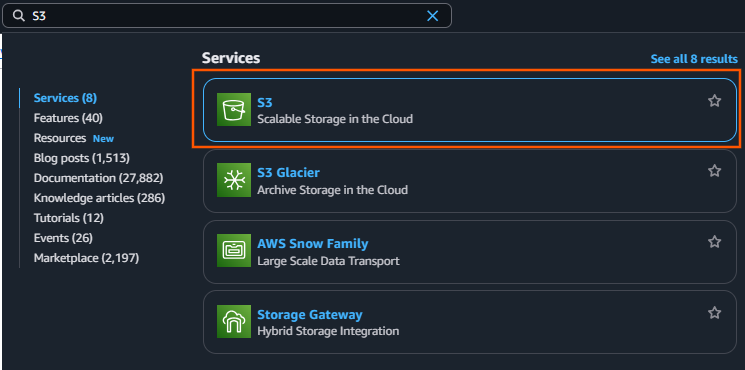 S3
Services
See all 8 results
Services (8)
Features (40)
Resources New
Blog posts (1,513)
Documentation (27,882)
Knowledge articles (286)
Tutorials (12)
Events (26)
Marketplace (2,197)
S3
Scalable Storage in the Cloud
S3 Glacier
Archive Storage in the Cloud
AWS Snow Family
Large Scale Data Transport
Storage Gateway
Hybrid Storage Integration